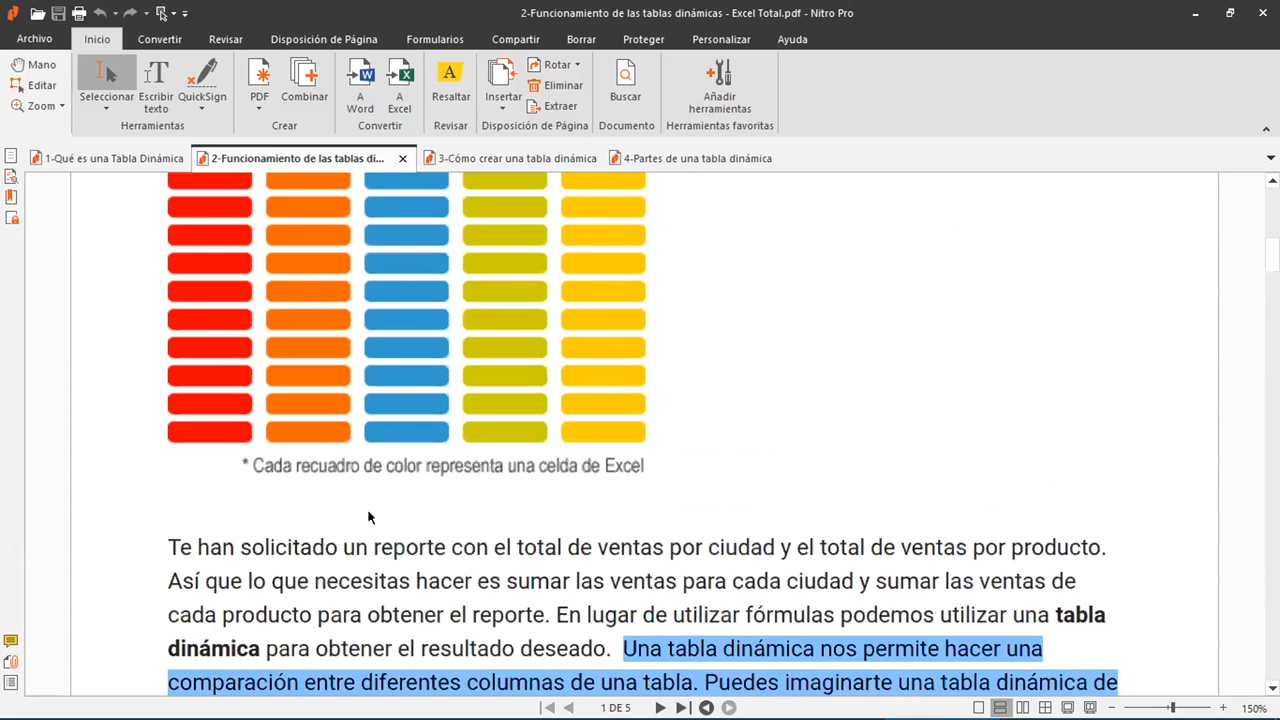 2-Funcionamiento de las tablas dinámicas - Excel Total.pdf - Nitro Pro
Archivo Inicio Convertir Revisar Disposición de Página Formularios Compartir Borrar Proteger Personalizar Ayuda
Mano
Editar
Zoom
Seleccionar
Escribir texto
QuickSign
Herramientas
PDF
Combinar
Crear
A Word
A Excel
Convertir
Resaltar
Revisar
Insertar
Rotar
Eliminar
Extraer
Disposición de Página
Buscar
Documento
Añadir herramientas
Herramientas favoritas
1-Qué es una Tabla Dinámica
2-Funcionamiento de las tablas di...
3-Cómo crear una tabla dinámica
4-Partes de una tabla dinámica
* Cada recuadro de color representa una celda de Excel
Te han solicitado un reporte con el total de ventas por ciudad y el total de ventas por producto.
Así que lo que necesitas hacer es sumar las ventas para cada ciudad y sumar las ventas de
cada producto para obtener el reporte. En lugar de utilizar fórmulas podemos utilizar una tabla
dinámica para obtener el resultado deseado. Una tabla dinámica nos permite hacer una
comparación entre diferentes columnas de una tabla. Puedes imaginarte una tabla dinámica de
1 DE 5
150%